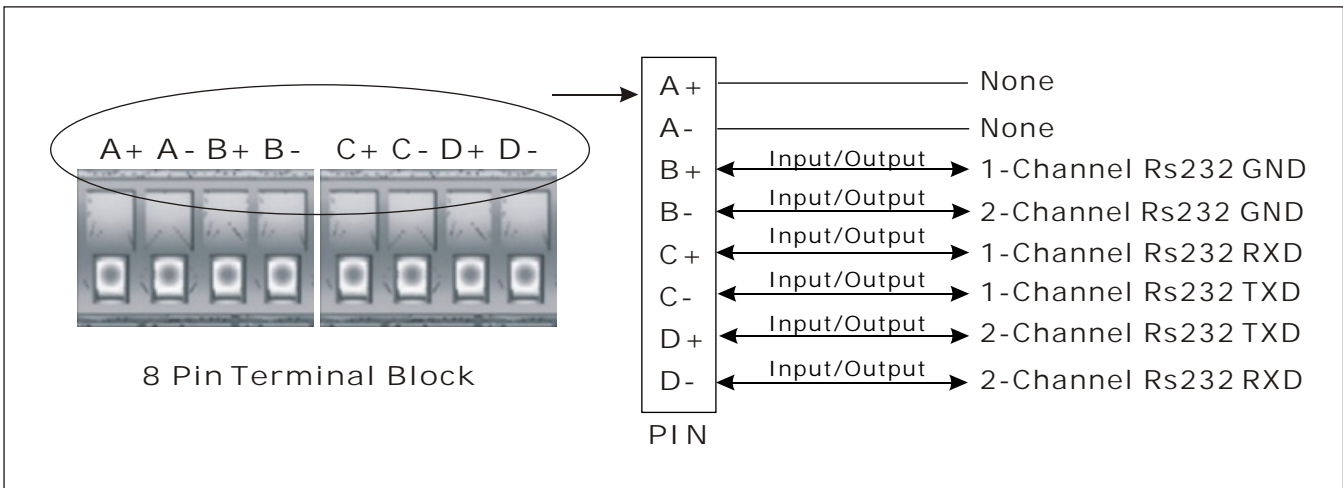 A+ A- B+ B- C+ C- D+ D-
8 Pin Terminal Block
A+ None
A- None
B+ Input/Output 1-Channel Rs232 GND
B- Input/Output 2-Channel Rs232 GND
C+ Input/Output 1-Channel Rs232 RXD
C- Input/Output 1-Channel Rs232 TXD
D+ Input/Output 2-Channel Rs232 TXD
D- Input/Output 2-Channel Rs232 RXD
PIN